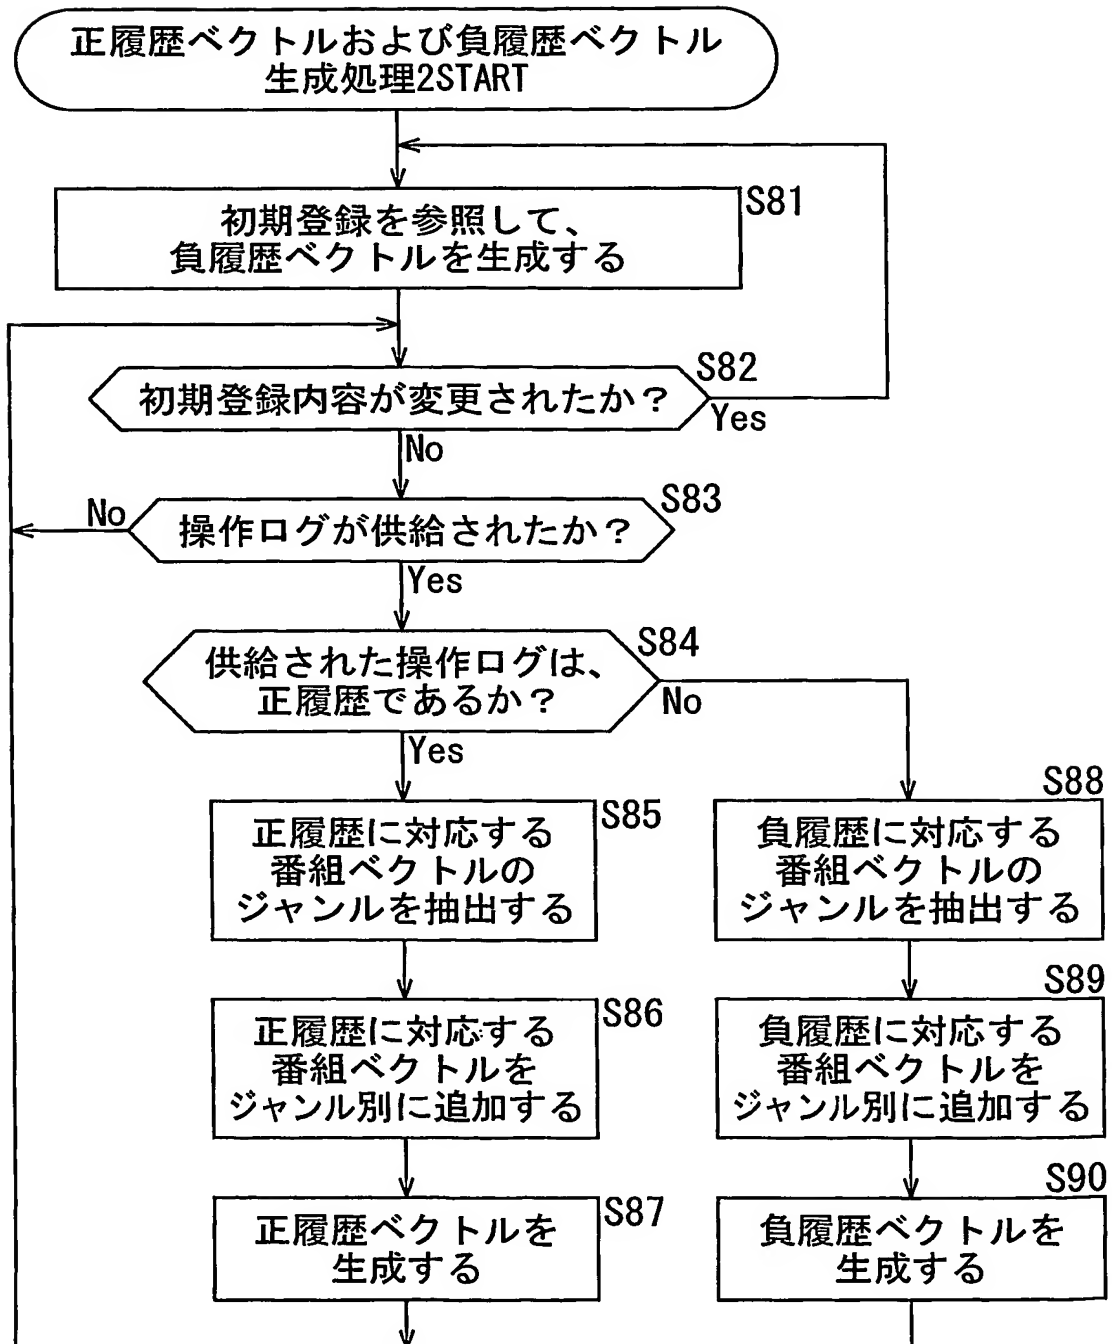 正履歴ベクトルおよび負履歴ベクトル
生成処理2START
S81
初期登録を参照して、
負履歴ベクトルを生成する
S82
初期登録内容が変更されたか?
Yes
No
S83
No
操作ログが供給されたか?
Yes
S84
供給された操作ログは、
正履歴であるか?
No
Yes
S85
正履歴に対応する
番組ベクトルの
ジャンルを抽出する
S88
負履歴に対応する
番組ベクトルの
ジャンルを抽出する
S86
正履歴に対応する
番組ベクトルを
ジャンル別に追加する
S89
負履歴に対応する
番組ベクトルを
ジャンル別に追加する
S87
正履歴ベクトルを
生成する
S90
負履歴ベクトルを
生成する